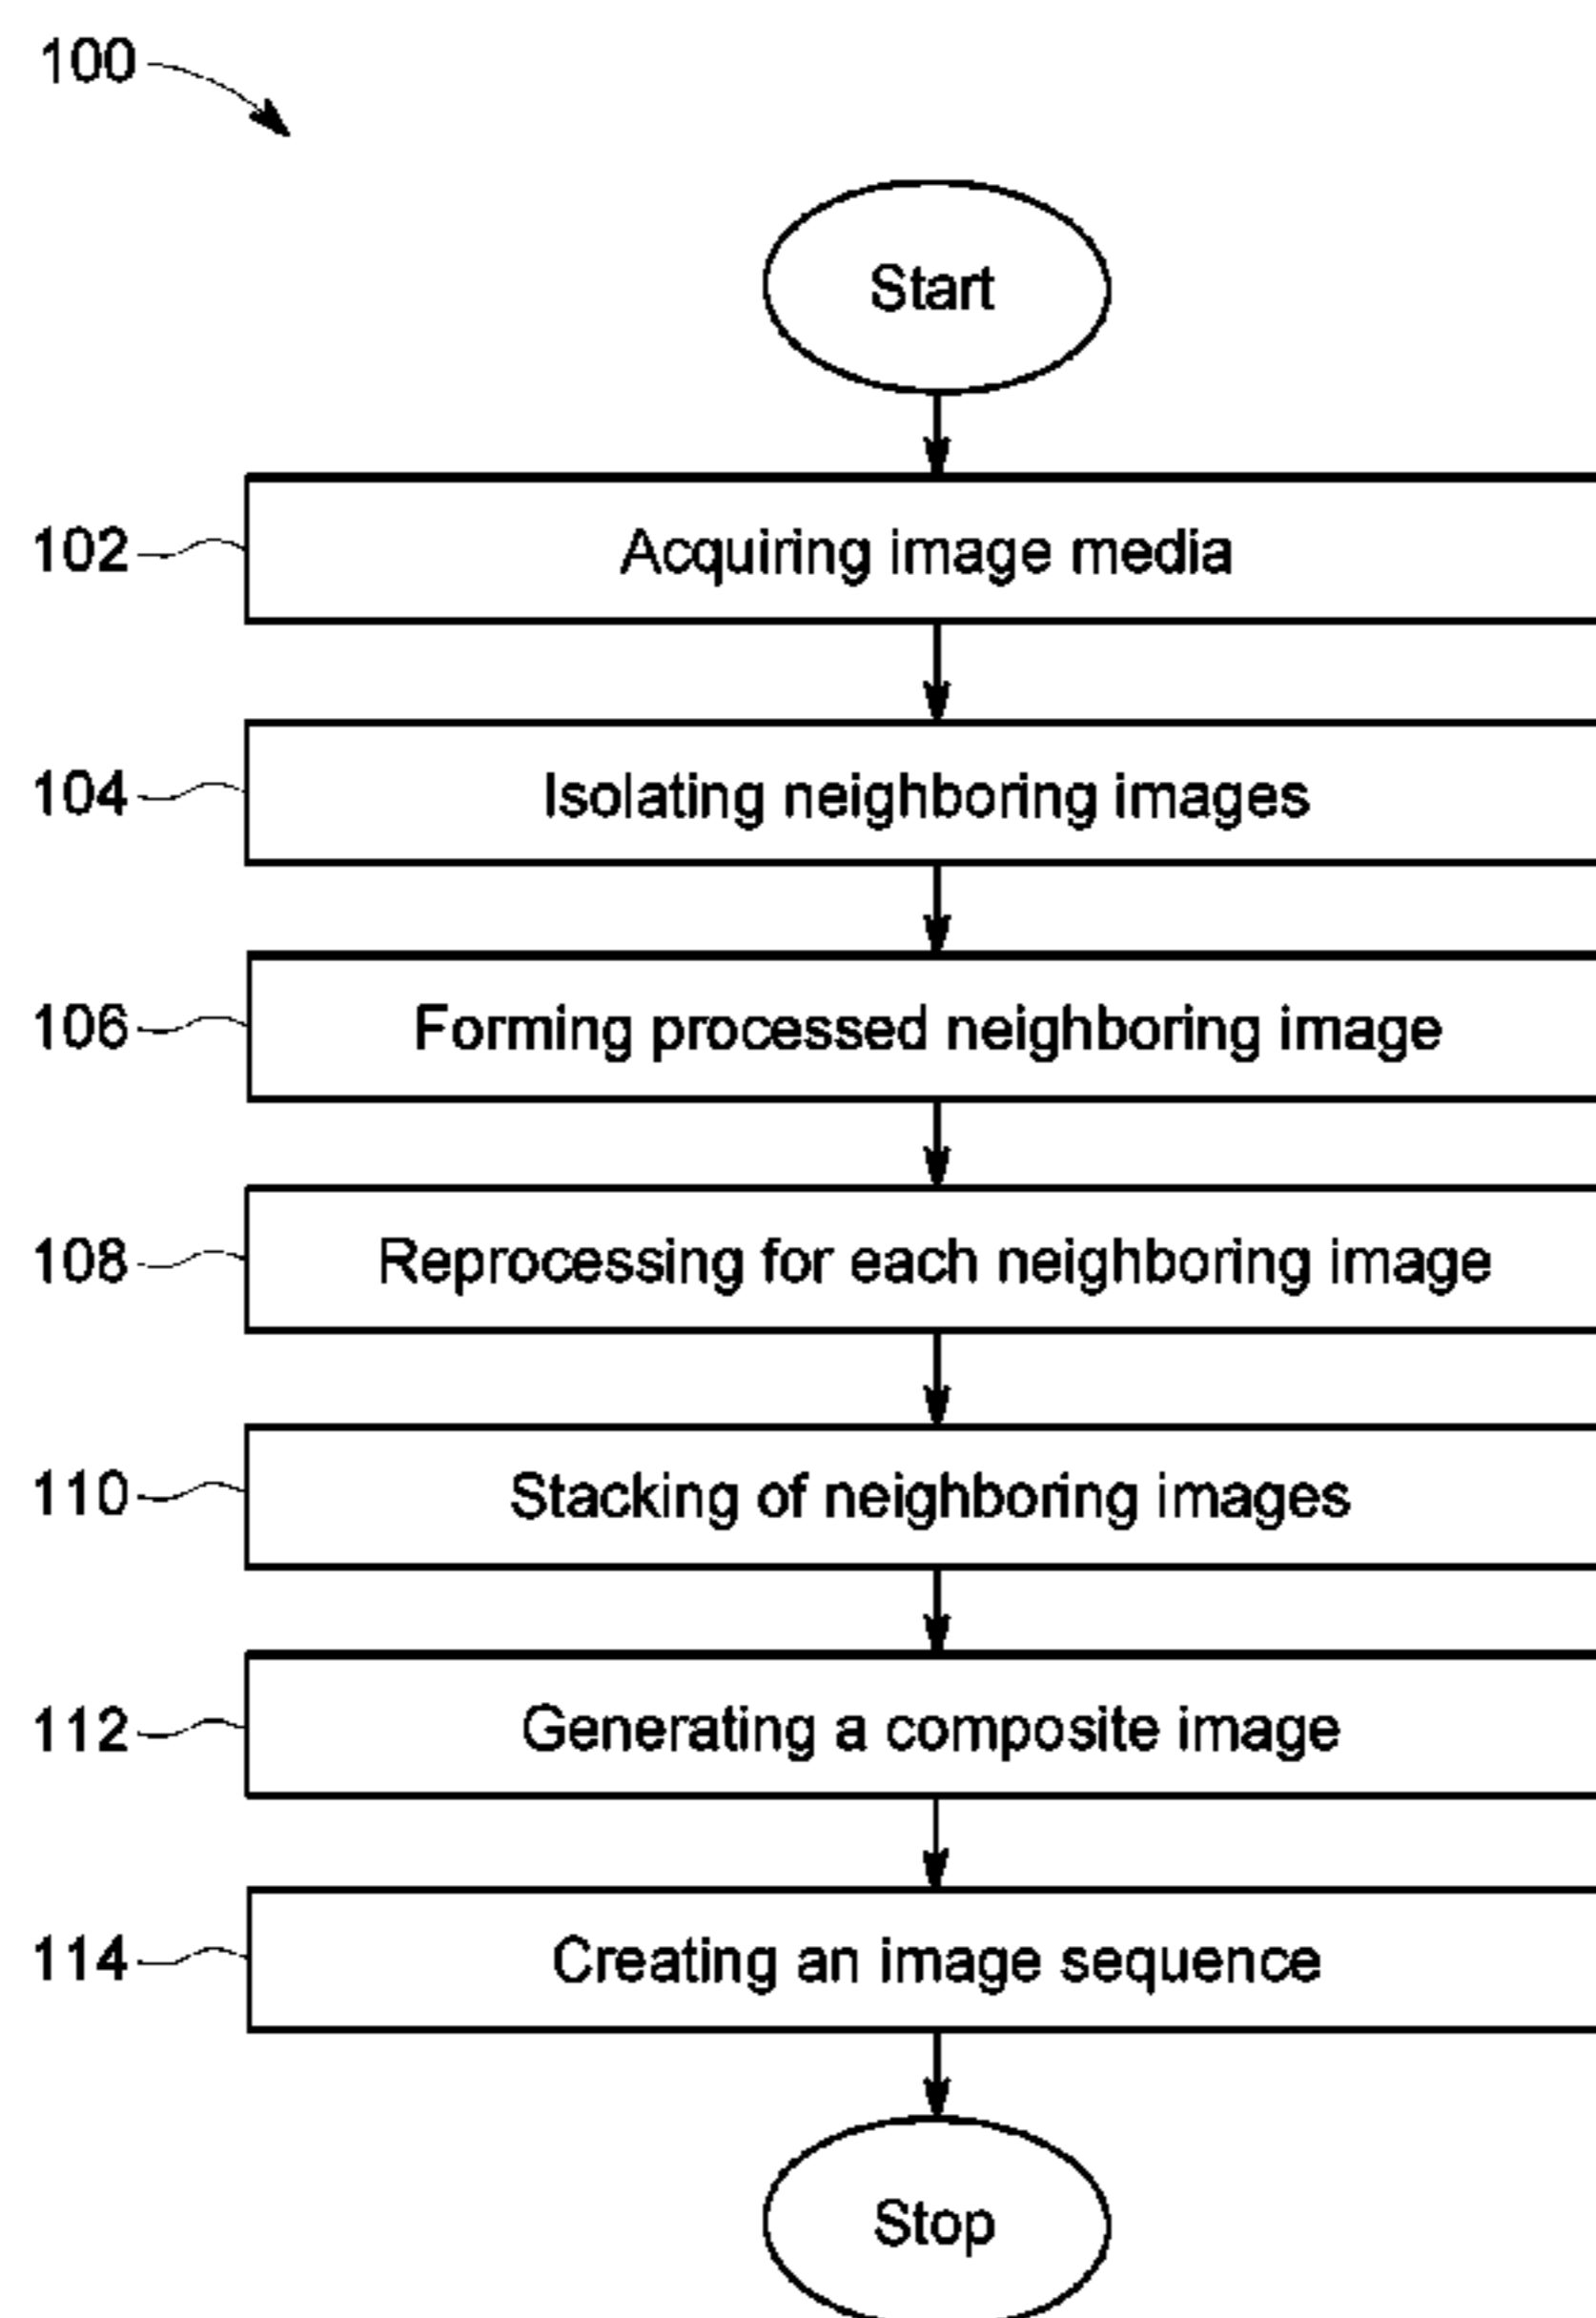 100
Start
102 Acquiring image media
104 Isolating neighboring images
106 Forming processed neighboring image
108 Reprocessing for each neighboring image
110 Stacking of neighboring images
112 Generating a composite image
114 Creating an image sequence
Stop